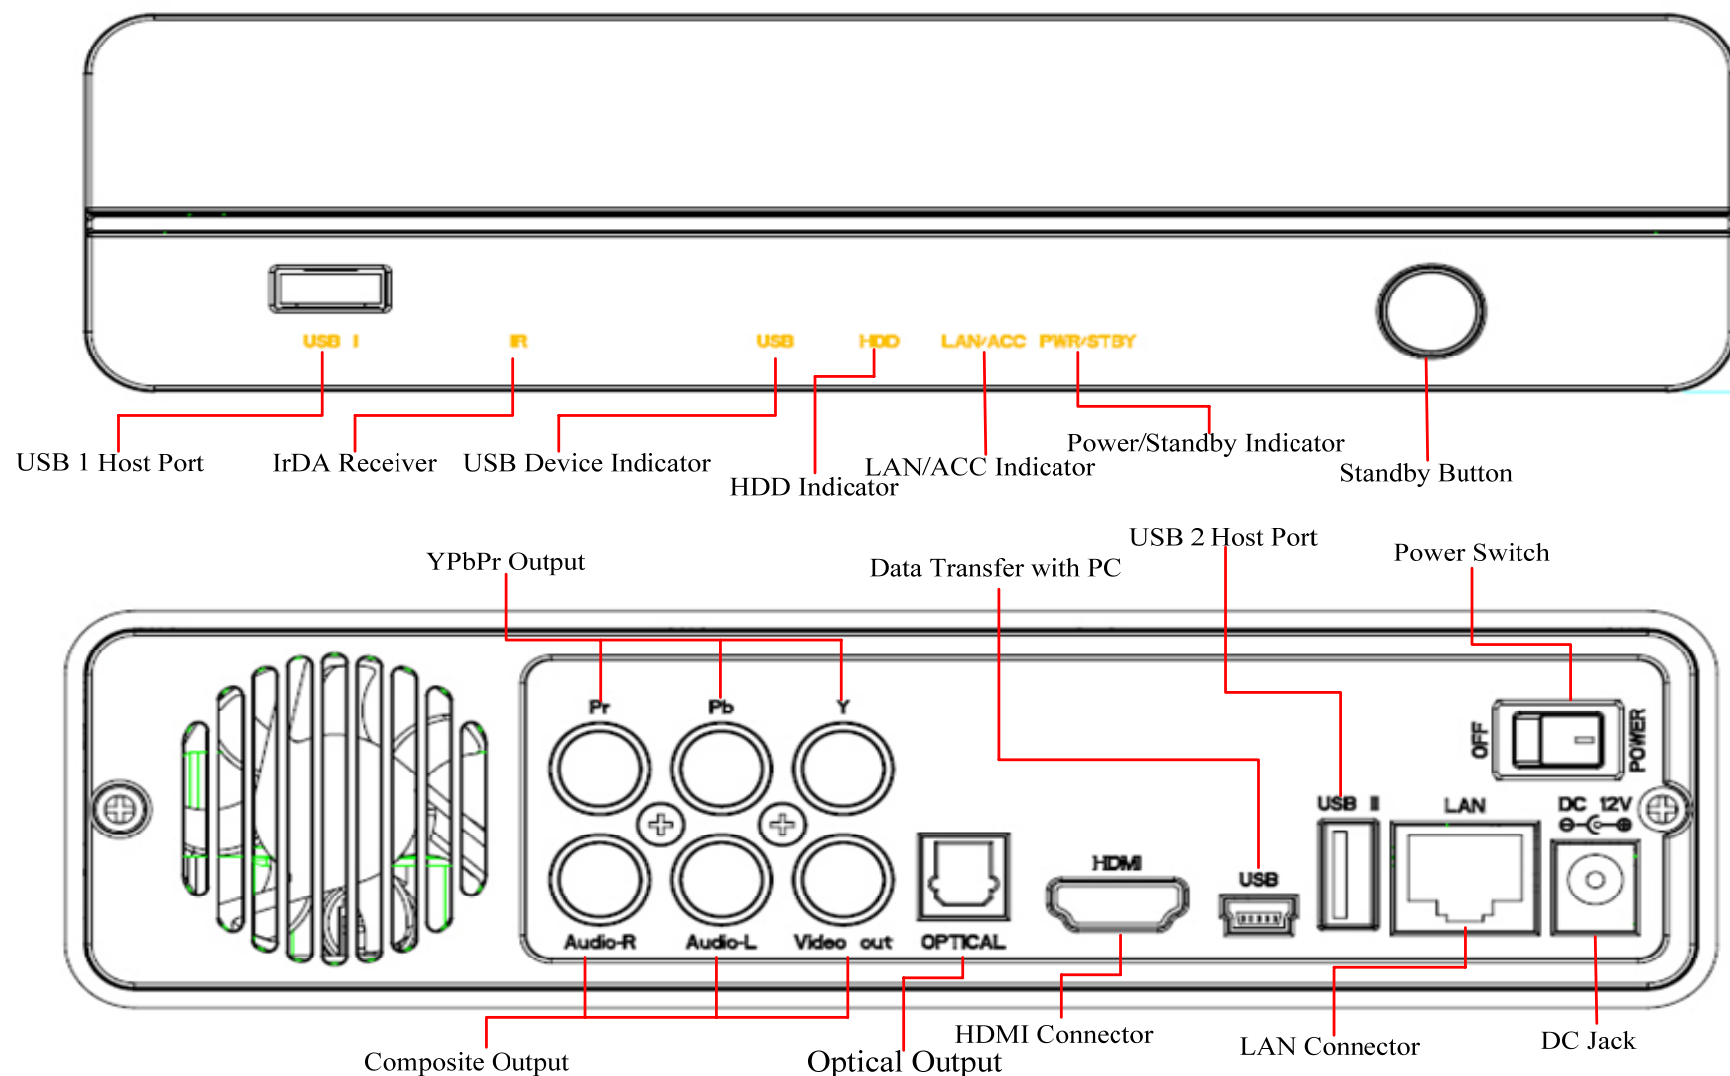 USB I
IR
USB
HDD
LAN/ACC
PWR/STBY
USB 1 Host Port
IrDA Receiver
USB Device Indicator
HDD Indicator
LAN/ACC Indicator
Power/Standby Indicator
Standby Button
YPbPr Output
Data Transfer with PC
USB 2 Host Port
Power Switch
Pr
Pb
Y
OFF
POWER
USB II
LAN
DC 12V
HDMI
USB
Audio-R
Audio-L
Video out
OPTICAL
Composite Output
Optical Output
HDMI Connector
LAN Connector
DC Jack